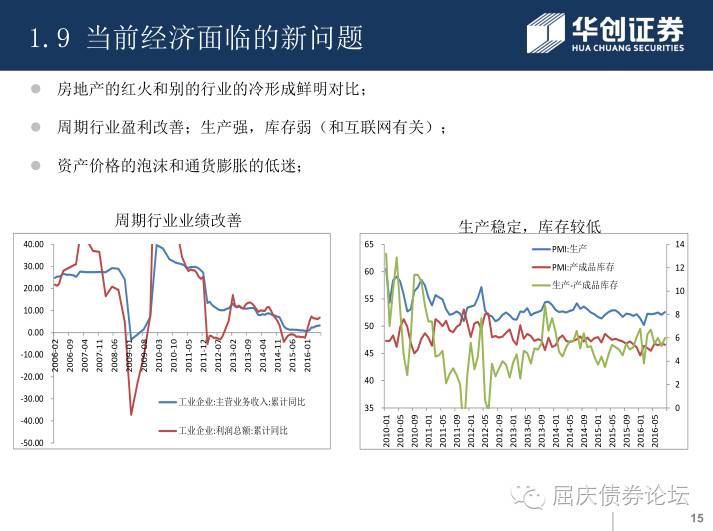 1.9 当前经济面临的新问题
华创证券
HUA CHUANG SECURITIES
房地产的红火和别的行业的冷形成鲜明对比；
周期行业盈利改善；生产强，库存弱（和互联网有关）；
资产价格的泡沫和通货膨胀的低迷；
周期行业业绩改善
40.00
30.00
20.00
10.00
0.00
-10.00
-20.00
-30.00
-40.00
-50.00
2006-02 2006-09 2007-04 2007-11 2008-06 2009-01 2009-08 2010-03 2010-10 2011-05 2011-12 2012-07 2013-02 2013-09 2014-04 2014-11 2015-06 2016-01
工业企业:主营业务收入:累计同比
工业企业:利润总额:累计同比
生产稳定，库存较低
65
60
55
50
45
40
35
14
12
10
8
6
4
2
0
PMI:生产
PMI:产成品库存
生产-产成品库存
2010-01 2010-05 2010-09 2011-01 2011-05 2011-09 2012-01 2012-05 2012-09 2013-01 2013-05 2013-09 2014-01 2014-05 2014-09 2015-01 2015-05 2015-09 2016-01 2016-05
屈庆债券论坛
15